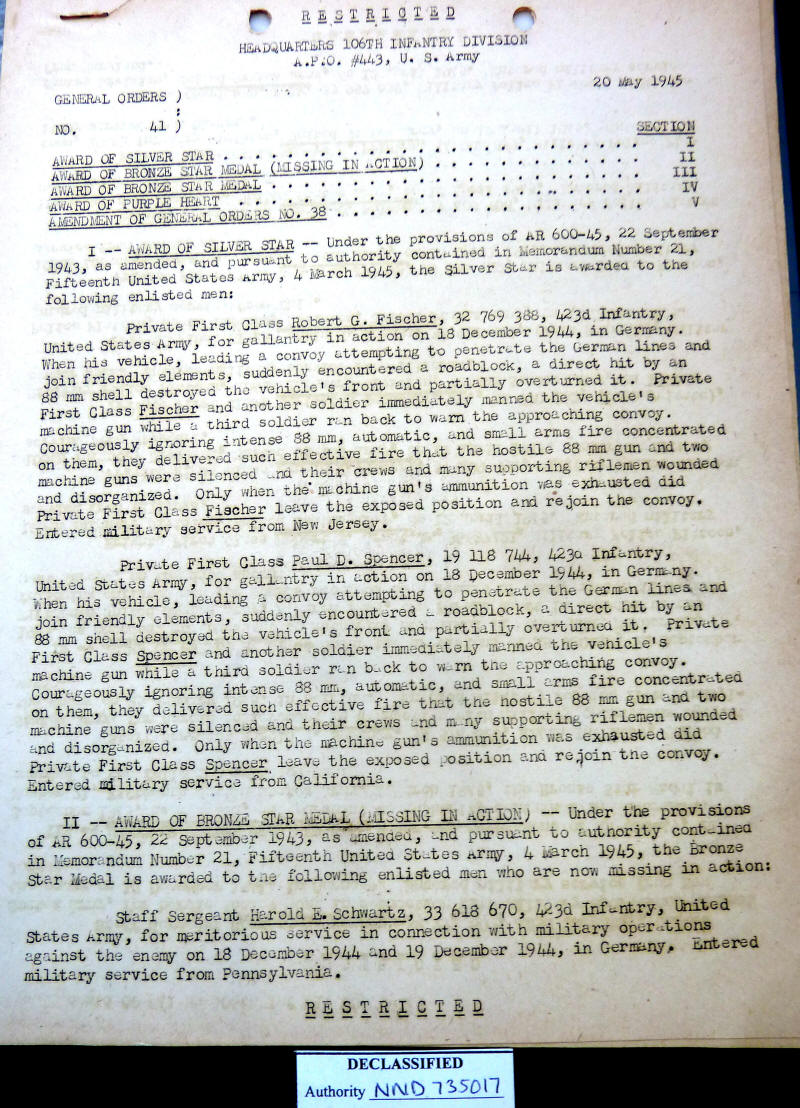 RESTRICTED
HEADQUARTERS 106TH INFANTRY DIVISION
A.P.O. #443, U. S. Army
20 May 1945
GENERAL ORDERS )
:
NO. 41 )
SECTION
AWARD OF SILVER STAR . . . . . . . . . . . . . . . . . . . . . . . . . . . I
AWARD OF BRONZE STAR MEDAL (MISSING IN ACTION) . . . . . . . . . . . . . . II
AWARD OF BRONZE STAR MEDAL . . . . . . . . . . . . . . . . . . . . . . . . III
AWARD OF PURPLE HEART . . . . . . . . . . . . . . . . . . . . . . . . . . IV
AMENDMENT OF GENERAL ORDERS NO. 38 . . . . . . . . . . . . . . . . . . . . V
I -- AWARD OF SILVER STAR -- Under the provisions of AR 600-45, 22 September
1943, as amended, and pursuant to authority contained in Memorandum Number 21,
Fifteenth United States Army, 4 March 1945, the Silver Star is awarded to the
following enlisted men:
Private First Class Robert G. Fischer, 32 769 388, 423d Infantry,
United States Army, for gallantry in action on 18 December 1944, in Germany.
When his vehicle, leading a convoy attempting to penetrate the German lines and
join friendly elements, suddenly encountered a roadblock, a direct hit by an
88 mm shell destroyed the vehicle's front and partially overturned it. Private
First Class Fischer and another soldier immediately manned the vehicle's
machine gun while a third soldier ran back to warn the approaching convoy.
Courageously ignoring intense 88 mm, automatic, and small arms fire concentrated
on them, they delivered such effective fire that the hostile 88 mm gun and two
machine guns were silenced and their crews and many supporting riflemen wounded
and disorganized. Only when the machine gun's ammunition was exhausted did
Private First Class Fischer leave the exposed position and rejoin the convoy.
Entered military service from New Jersey.
Private First Class Paul D. Spencer, 19 118 744, 423d Infantry,
United States Army, for gallantry in action on 18 December 1944, in Germany.
When his vehicle, leading a convoy attempting to penetrate the German lines and
join friendly elements, suddenly encountered a roadblock, a direct hit by an
88 mm shell destroyed the vehicle's front and partially overturned it. Private
First Class Spencer and another soldier immediately manned the vehicle's
machine gun while a third soldier ran back to warn the approaching convoy.
Courageously ignoring intense 88 mm, automatic, and small arms fire concentrated
on them, they delivered such effective fire that the hostile 88 mm gun and two
machine guns were silenced and their crews and many supporting riflemen wounded
and disorganized. Only when the machine gun's ammunition was exhausted did
Private First Class Spencer leave the exposed position and rejoin the convoy.
Entered military service from California.
II -- AWARD OF BRONZE STAR MEDAL (MISSING IN ACTION) -- Under the provisions
of AR 600-45, 22 September 1943, as amended, and pursuant to authority contained
in Memorandum Number 21, Fifteenth United States Army, 4 March 1945, the Bronze
Star Medal is awarded to the following enlisted men who are now missing in action:
Staff Sergeant Harold E. Schwartz, 33 618 670, 423d Infantry, United
States Army, for meritorious service in connection with military operations
against the enemy on 18 December 1944 and 19 December 1944, in Germany. Entered
military service from Pennsylvania.
RESTRICTED
DECLASSIFIED
Authority NND 735017